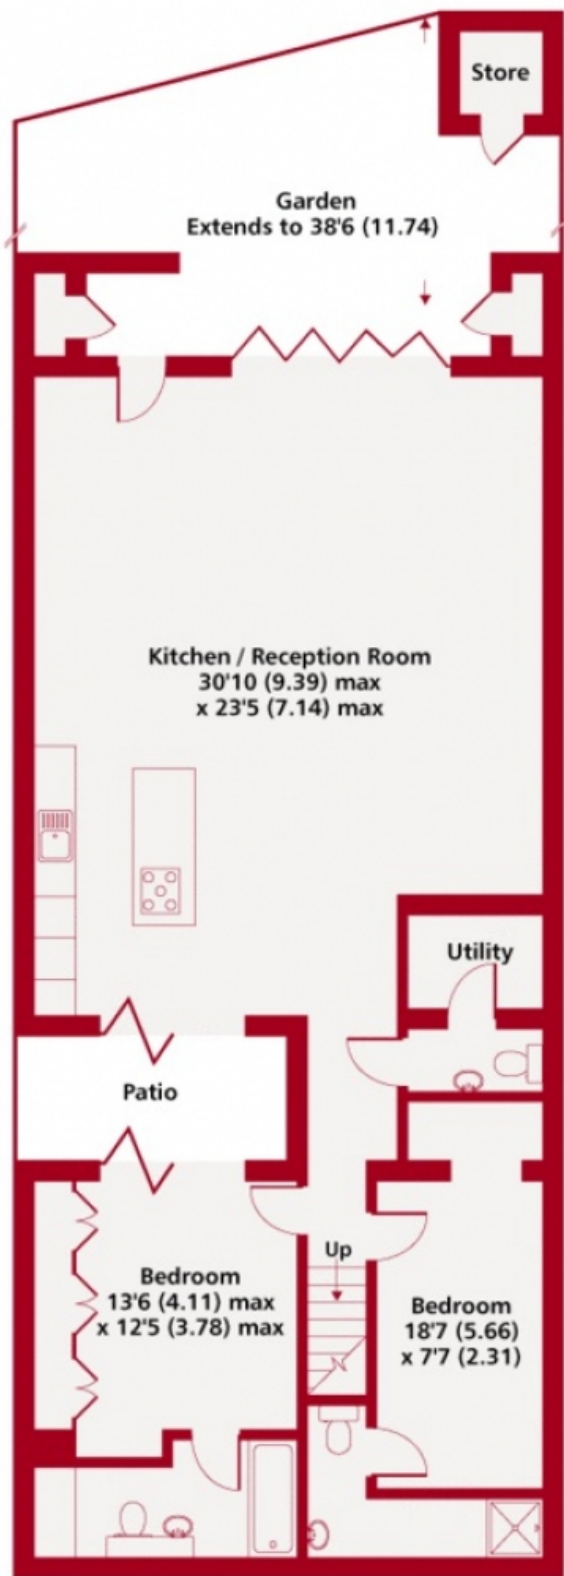 Store
Garden
Extends to 38'6 (11.74)
Kitchen / Reception Room
30'10 (9.39) max
x 23'5 (7.14) max
Utility
Patio
Up
Bedroom
13'6 (4.11) max
x 12'5 (3.78) max
Bedroom
18'7 (5.66)
x 7'7 (2.31)